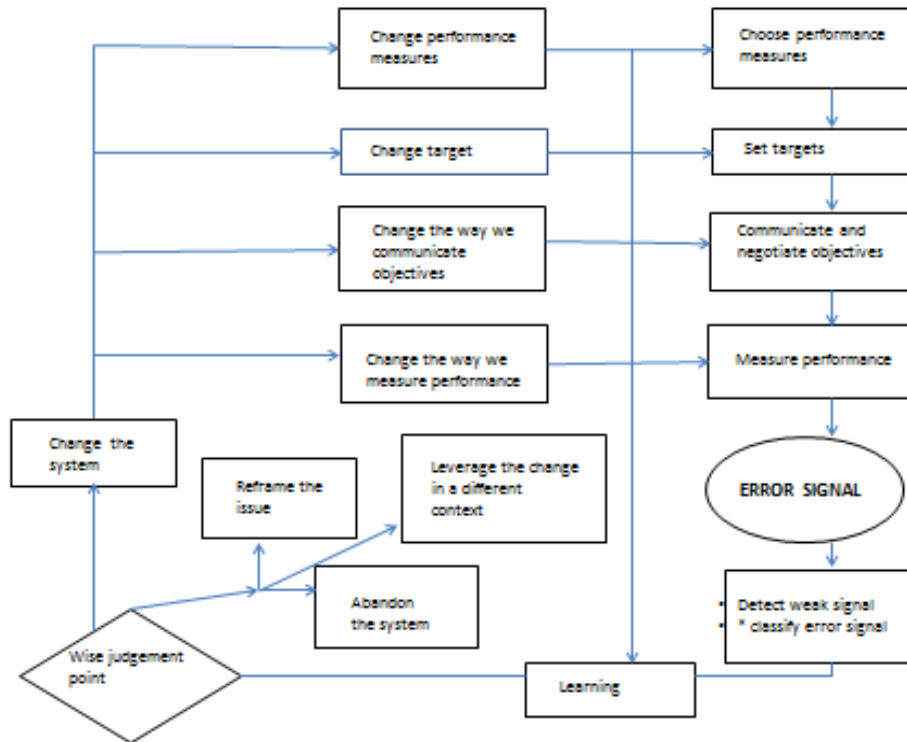 Change performance
measures
Choose performance
measures
Change target
Set targets
Change the way we
communicate
objectives
Communicate and
negotiate objectives
Change the way we
measure performance
Measure performance
Change the
system
Reframe the
issue
Leverage the change
in a different
context
ERROR SIGNAL
Abandon
the system
• Detect weak signal
• * classify error signal
Wise judgement
point
Learning